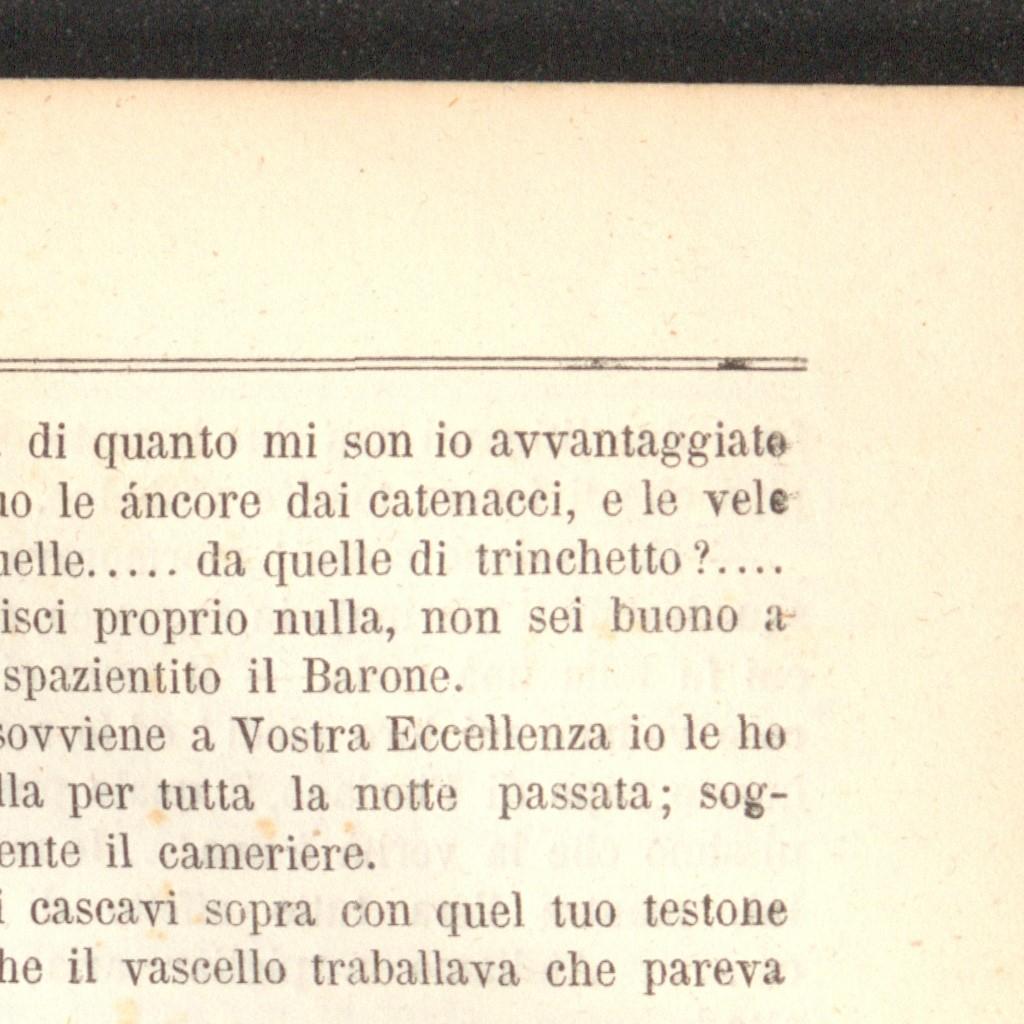 di quanto mi son io avvantaggiato
le áncore dai catenacci, e le vele
uelle..... da quelle di trinchetto ?....
isci proprio nulla, non sei buono a
spazientito il Barone.
sovviene a Vostra Eccellenza io le ho
lla per tutta la notte passata; sog-
ente il cameriere.
i cascavi sopra con quel tuo testone
he il vascello traballava che pareva